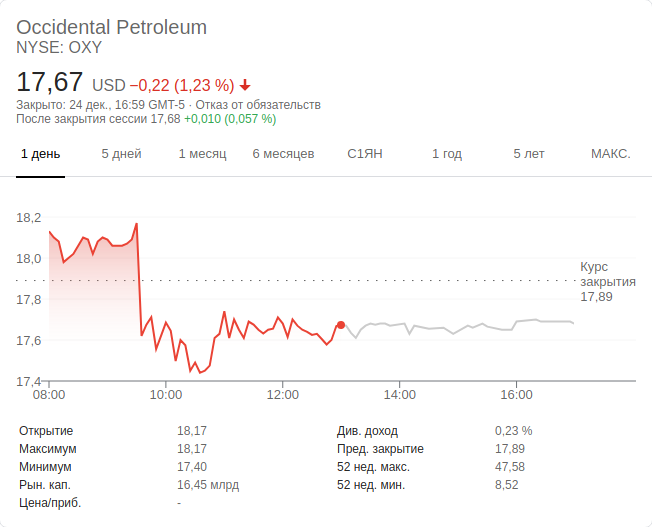 Occidental Petroleum
NYSE: OXY
17,67 USD −0,22 (1,23 %)
Закрыто: 24 дек., 16:59 GMT-5 · Отказ от обязательств
После закрытия сессии 17,68 +0,010 (0,057 %)
1 день 5 дней 1 месяц 6 месяцев С1ЯН 1 год 5 лет МАКС.
18,2
18,0
Курс
закрытия
17,89
17,8
17,6
17,4
08:00 10:00 12:00 14:00 16:00
Открытие 18,17 Див. доход 0,23 %
Максимум 18,17 Пред. закрытие 17,89
Минимум 17,40 52 нед. макс. 47,58
Рын. кап. 16,45 млрд 52 нед. мин. 8,52
Цена/приб. -